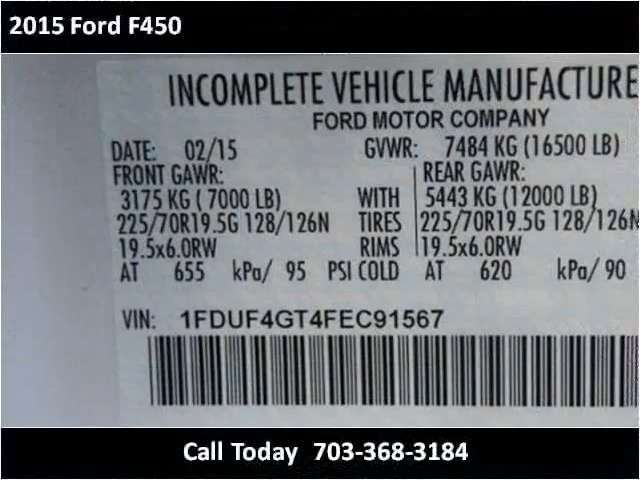 2015 Ford F450
INCOMPLETE VEHICLE MANUFACTURE
FORD MOTOR COMPANY
DATE: 02/15 GVWR: 7484 KG (16500 LB)
FRONT GAWR: REAR GAWR:
3175 KG ( 7000 LB) WITH 5443 KG (12000 LB)
225/70R19.5G 128/126N TIRES 225/70R19.5G 128/126N
19.5x6.0RW RIMS 19.5x6.0RW
AT 655 kPa/ 95 PSI COLD AT 620 kPa/ 90
VIN: 1FDUF4GT4FEC91567
Call Today 703-368-3184